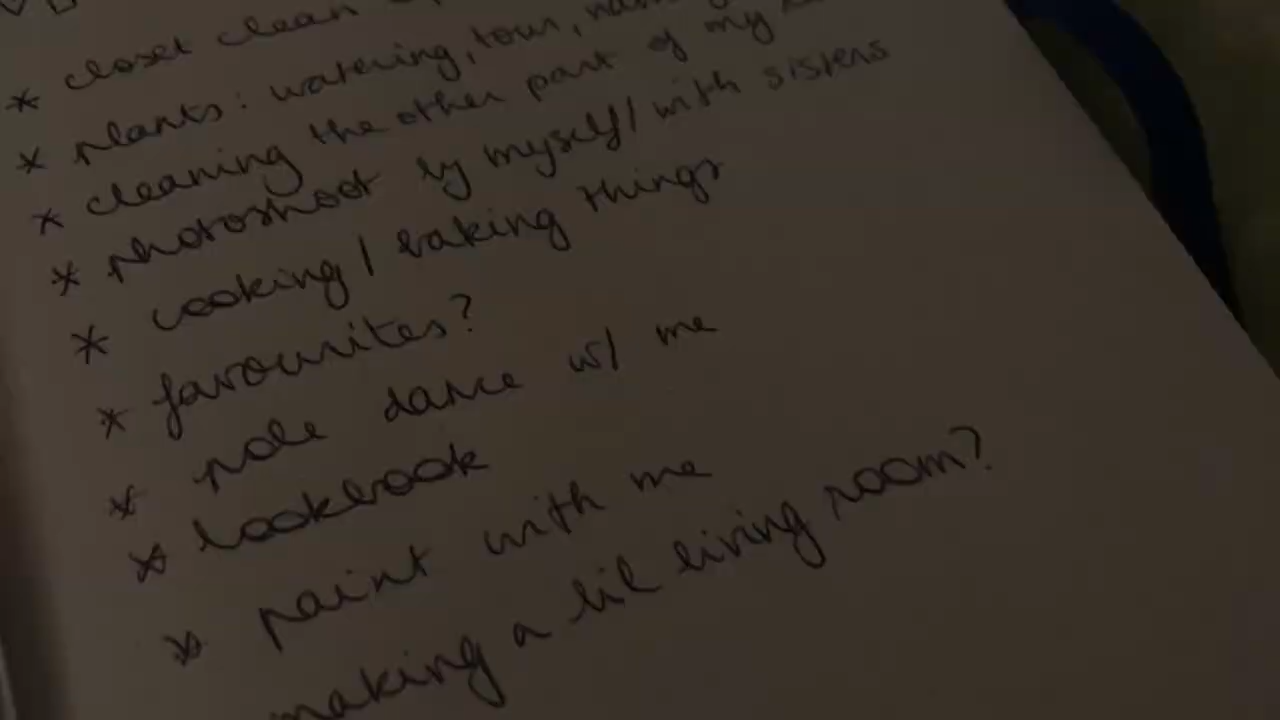 * closet clean
* plants: watering, tour,
* cleaning the other part of my
* photoshoot by myself/ with sisters
* cooking / baking things
* favourites?
* pole dance w/ me
* lookbook
* paint with me
making a lil living room?